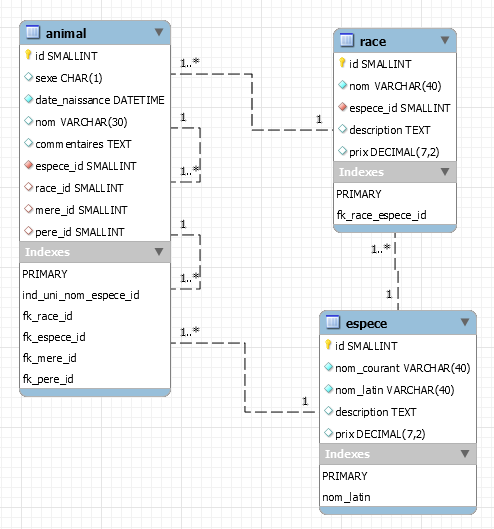 animal
id SMALLINT
sexe CHAR(1)
date_naissance DATETIME
nom VARCHAR(30)
commentaires TEXT
espece_id SMALLINT
race_id SMALLINT
mere_id SMALLINT
pere_id SMALLINT
Indexes
PRIMARY
ind_uni_nom_espece_id
fk_race_id
fk_espece_id
fk_mere_id
fk_pere_id
1..*
1
1
1..*
1
1..*
1..*
1
race
id SMALLINT
nom VARCHAR(40)
espece_id SMALLINT
description TEXT
prix DECIMAL(7,2)
Indexes
PRIMARY
fk_race_espece_id
1..*
1
espece
id SMALLINT
nom_courant VARCHAR(40)
nom_latin VARCHAR(40)
description TEXT
prix DECIMAL(7,2)
Indexes
PRIMARY
nom_latin